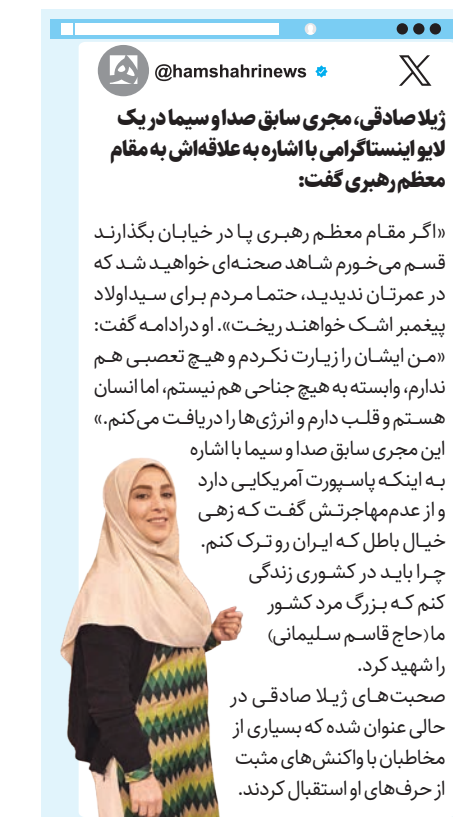 @hamshahrinews
ژیلا صادقی، مجری سابق صدا و سیما در یک
لایو اینستاگرامی با اشاره به علاقه‌اش به مقام
معظم رهبری گفت:
«اگر مقام معظم رهبری پا در خیابان بگذارند
قسم می‌خورم شاهد صحنه‌ای خواهید شد که
در عمرتان ندیدید، حتما مردم برای سیداولاد
پیغمبر اشک خواهند ریخت». او درادامه گفت:
«من ایشان را زیارت نکردم و هیچ تعصبی هم
ندارم، وابسته به هیچ جناحی هم نیستم، اما انسان
هستم و قلب دارم و انرژی‌ها را دریافت می‌کنم.»
این مجری سابق صدا و سیما با اشاره
به اینکه پاسپورت آمریکایی دارد
و از عدم‌مهاجرتش گفت که زهی
خیال باطل که ایران رو ترک کنم.
چرا باید در کشوری زندگی
کنم که بزرگ مرد کشور
ما (حاج قاسم سلیمانی)
را شهید کرد.
صحبت‌های ژیلا صادقی در
حالی عنوان شده که بسیاری از
مخاطبان با واکنش‌های مثبت
از حرف‌های او استقبال کردند.